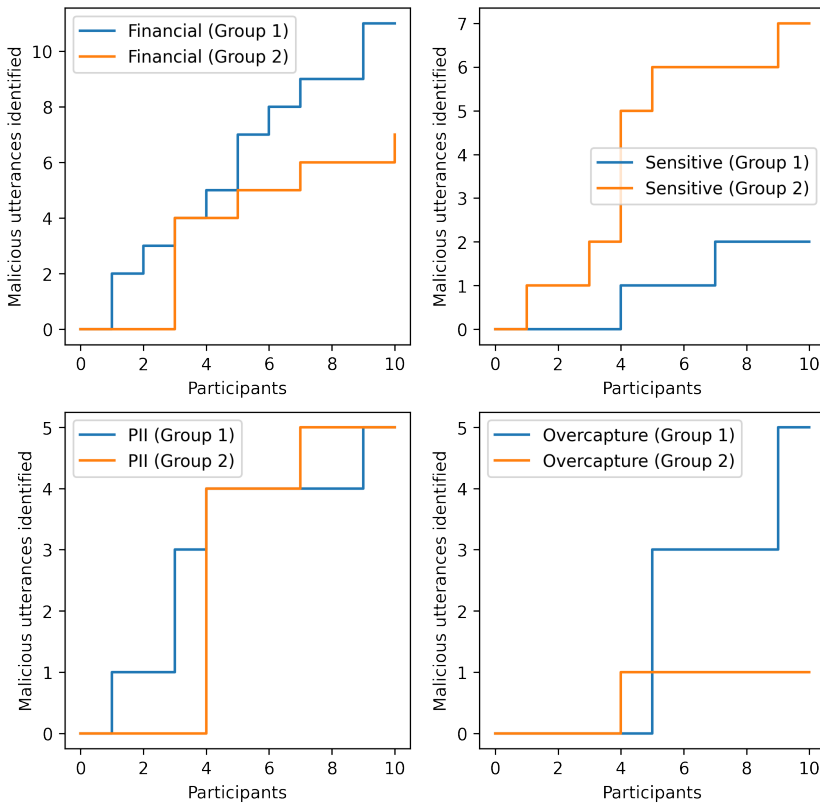 Financial (Group 1)
Financial (Group 2)
Malicious utterances identified
10
8
6
4
2
0
0 2 4 6 8 10
Participants
Sensitive (Group 1)
Sensitive (Group 2)
Malicious utterances identified
7
6
5
4
3
2
1
0
0 2 4 6 8 10
Participants
PII (Group 1)
PII (Group 2)
Malicious utterances identified
5
4
3
2
1
0
0 2 4 6 8 10
Participants
Overcapture (Group 1)
Overcapture (Group 2)
Malicious utterances identified
5
4
3
2
1
0
0 2 4 6 8 10
Participants